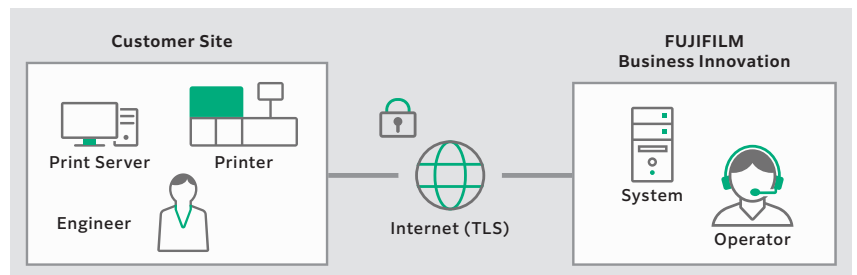 Customer Site
Print Server
Printer
Engineer
Internet (TLS)
FUJIFILM
Business Innovation
System
Operator